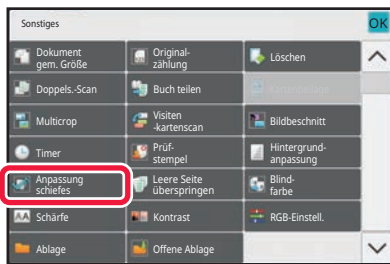 Sonstiges
OK
Dokument
gem. Größe
Original-
zählung
Löschen
Doppels.-Scan
Buch teilen
Multicrop
Visiten
-kartenscan
Bildbeschnitt
Timer
Prüf-
stempel
Hintergrund-
anpassung
Anpassung
schiefes
Leere Seite
überspringen
Blind-
farbe
AA
Schärfe
Kontrast
RGB-Einstell.
Ablage
Offene Ablage